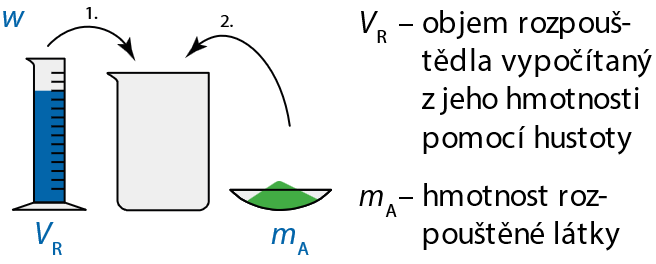 w
1.
2.
V_R
m_A
V_R – objem rozpouš-
tědla vypočítaný
z jeho hmotnosti
pomocí hustoty
m_A – hmotnost roz-
pouštěné látky